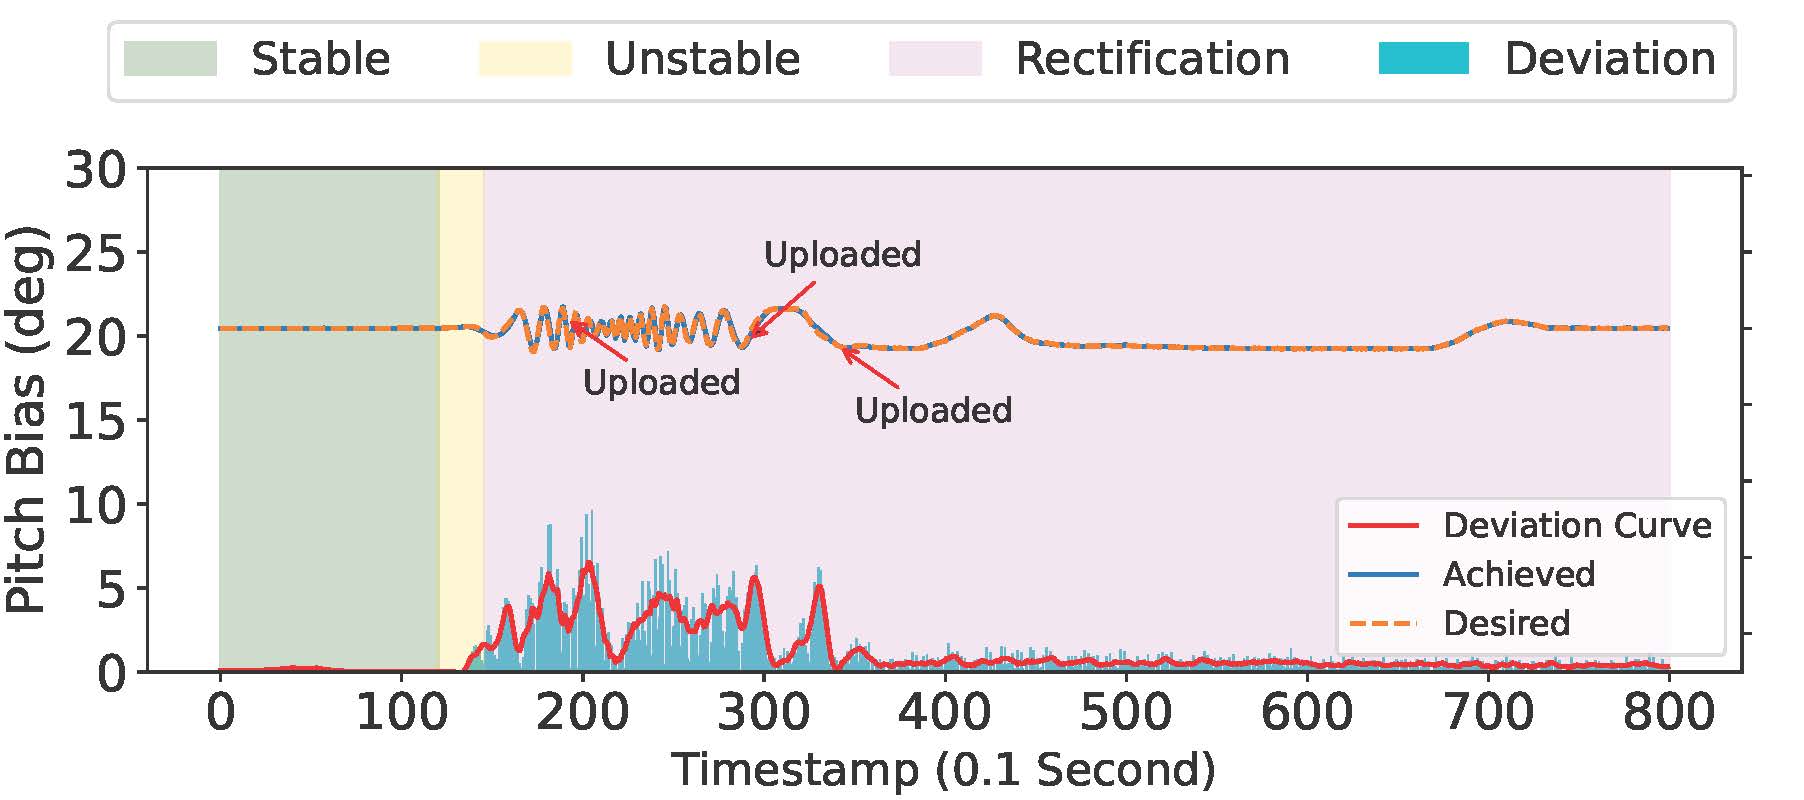 Stable Unstable Rectification Deviation
30
25
20
15
10
5
0
Pitch Bias (deg)
Uploaded
Uploaded
Uploaded
Deviation Curve
Achieved
Desired
0 100 200 300 400 500 600 700 800
Timestamp (0.1 Second)